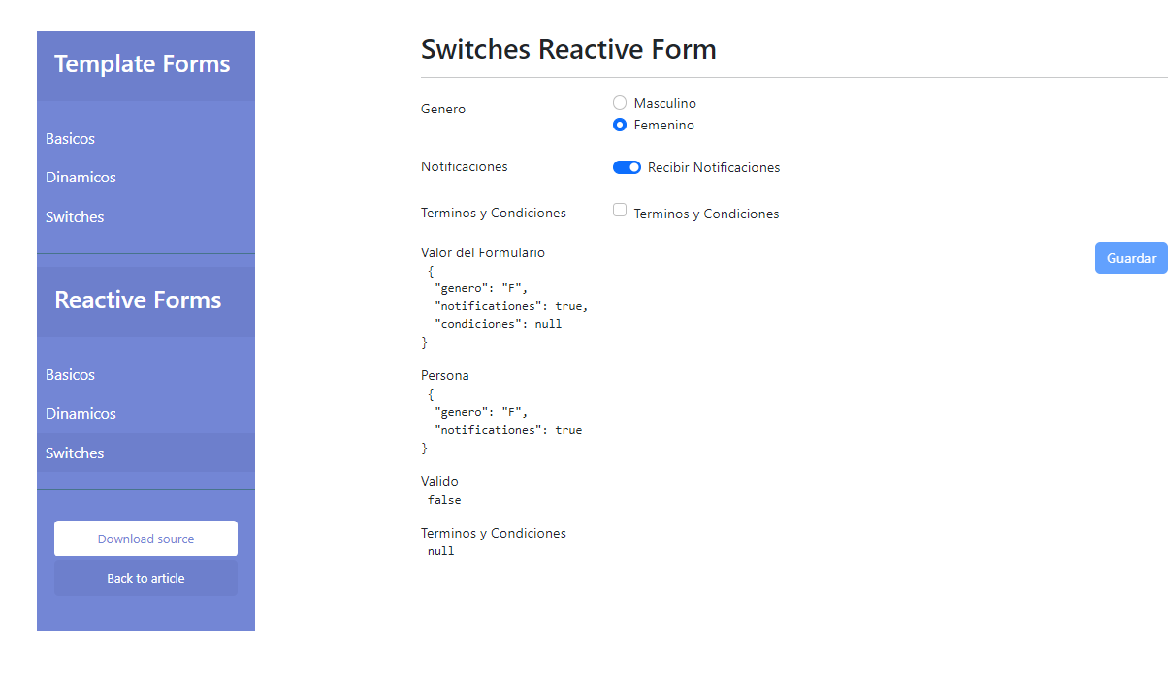 Template Forms
Basicos
Dinamicos
Switches
Reactive Forms
Basicos
Dinamicos
Switches
Download source
Back to article
Switches Reactive Form
Genero
Masculino
Femenino
Notificaciones
Recibir Notificaciones
Terminos y Condiciones
Terminos y Condiciones
Guardar
Valor del Formulario
{
"genero": "F",
"notificationes": true,
"condiciones": null
}
Persona
{
"genero": "F",
"notificationes": true
}
Valido
false
Terminos y Condiciones
null